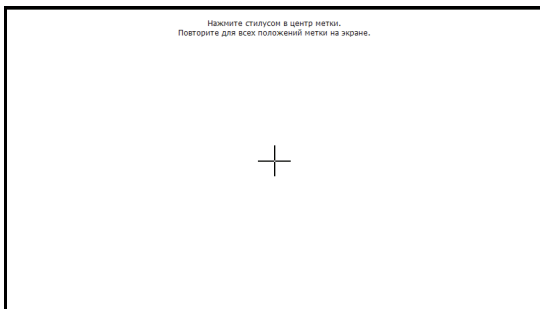 Нажмите стилусом в центр метки.
Повторите для всех положений метки на экране.